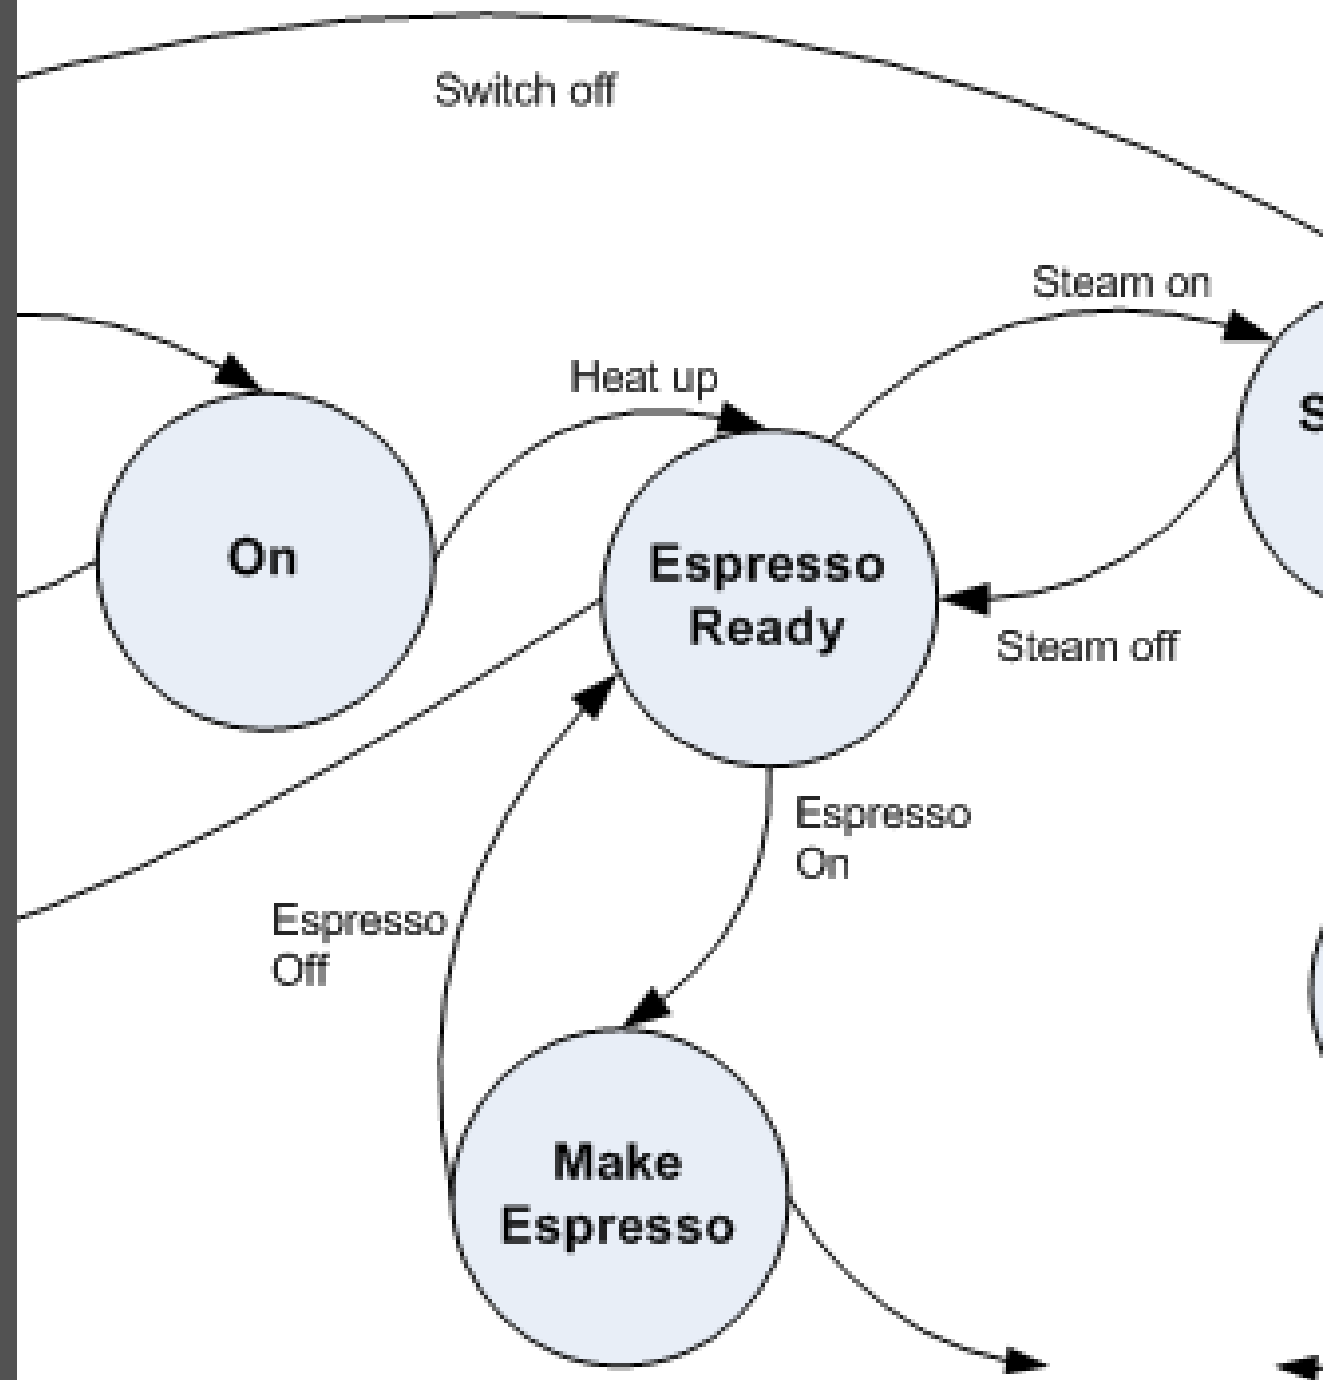 Switch off
Steam on
Heat up
On
Espresso
Ready
Steam off
Espresso
On
Espresso
Off
Make
Espresso